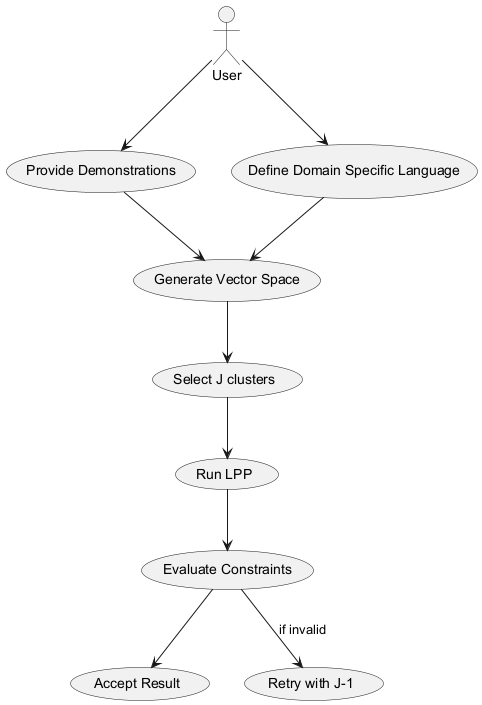 User
Provide Demonstrations
Define Domain Specific Language
Generate Vector Space
Select J clusters
Run LPP
Evaluate Constraints
if invalid
Accept Result
Retry with J-1